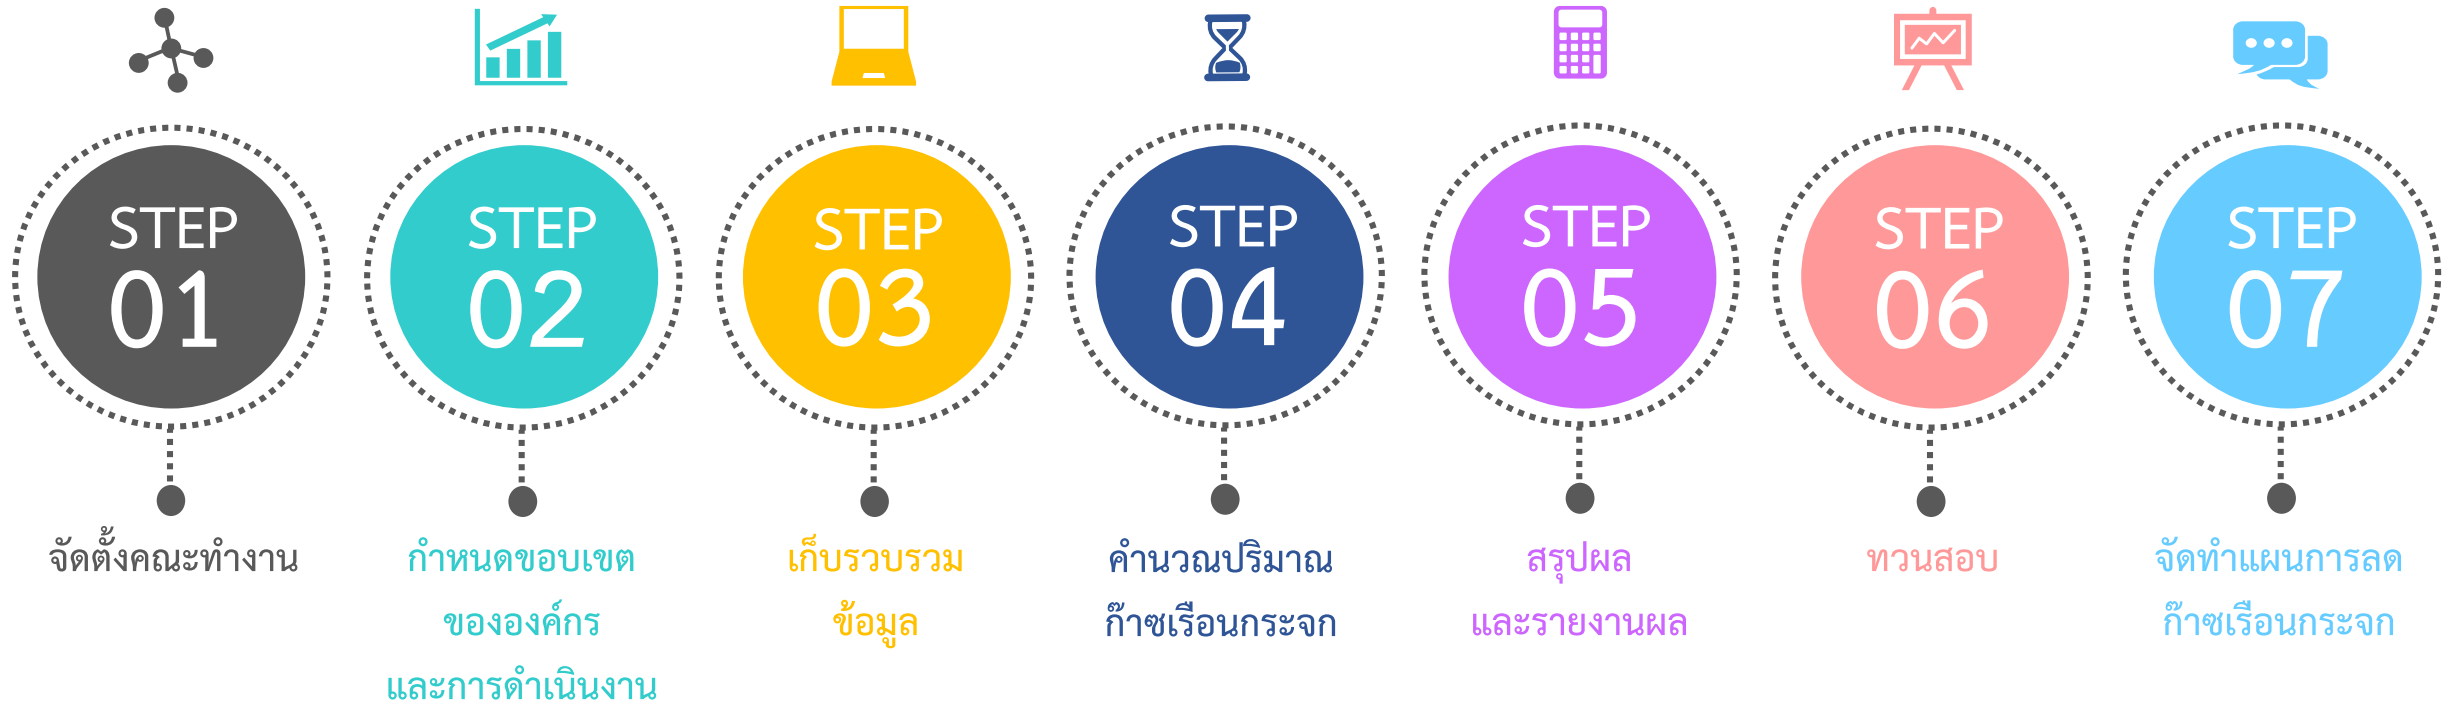 STEP
01
จัดตั้งคณะทำงาน
STEP
02
กำหนดขอบเขต
ขององค์กร
และการดำเนินงาน
STEP
03
เก็บรวบรวม
ข้อมูล
STEP
04
คำนวณปริมาณ
ก๊าซเรือนกระจก
STEP
05
สรุปผล
และรายงานผล
STEP
06
ทวนสอบ
STEP
07
จัดทำแผนการลด
ก๊าซเรือนกระจก